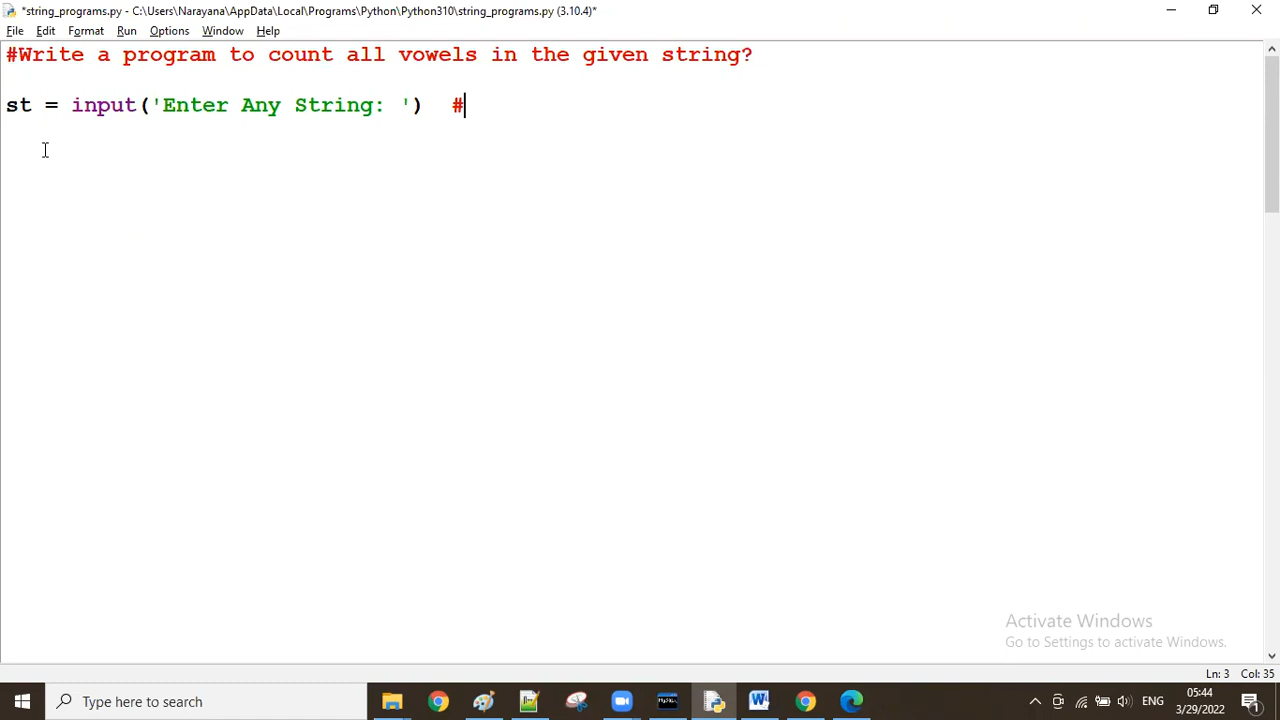 *string_programs.py - C:\Users\Narayana\AppData\Local\Programs\Python\Python310\string_programs.py (3.10.4)*
File Edit Format Run Options Window Help
#Write a program to count all vowels in the given string?
st = input('Enter Any String: ')  #
Activate Windows
Go to Settings to activate Windows.
Ln: 3 Col: 35
Type here to search
MySQL
W
ENG
05:44
3/29/2022
1